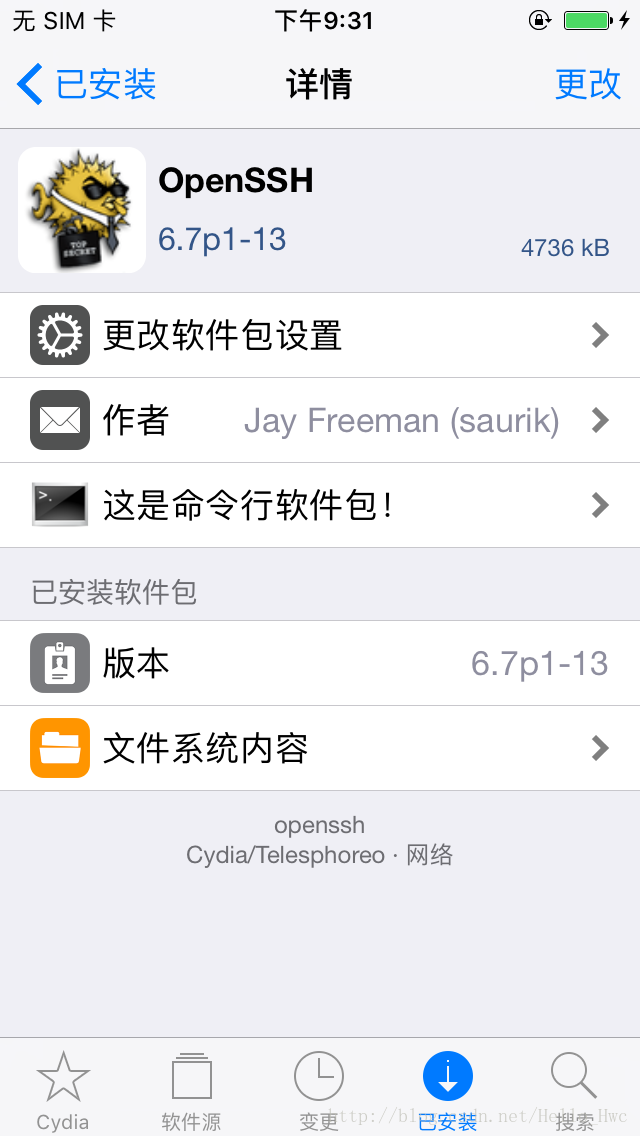 无 SIM 卡 下午9:31
已安装 详情 更改
OpenSSH
TOP
SECRET
6.7p1-13
4736 kB
更改软件包设置
作者 Jay Freeman (saurik)
>.
这是命令行软件包！
已安装软件包
版本 6.7p1-13
文件系统内容
openssh
Cydia/Telesphoreo · 网络
Cydia 软件源 变更 已安装 搜索
http://blog.csdn.net/Hello_Hwc